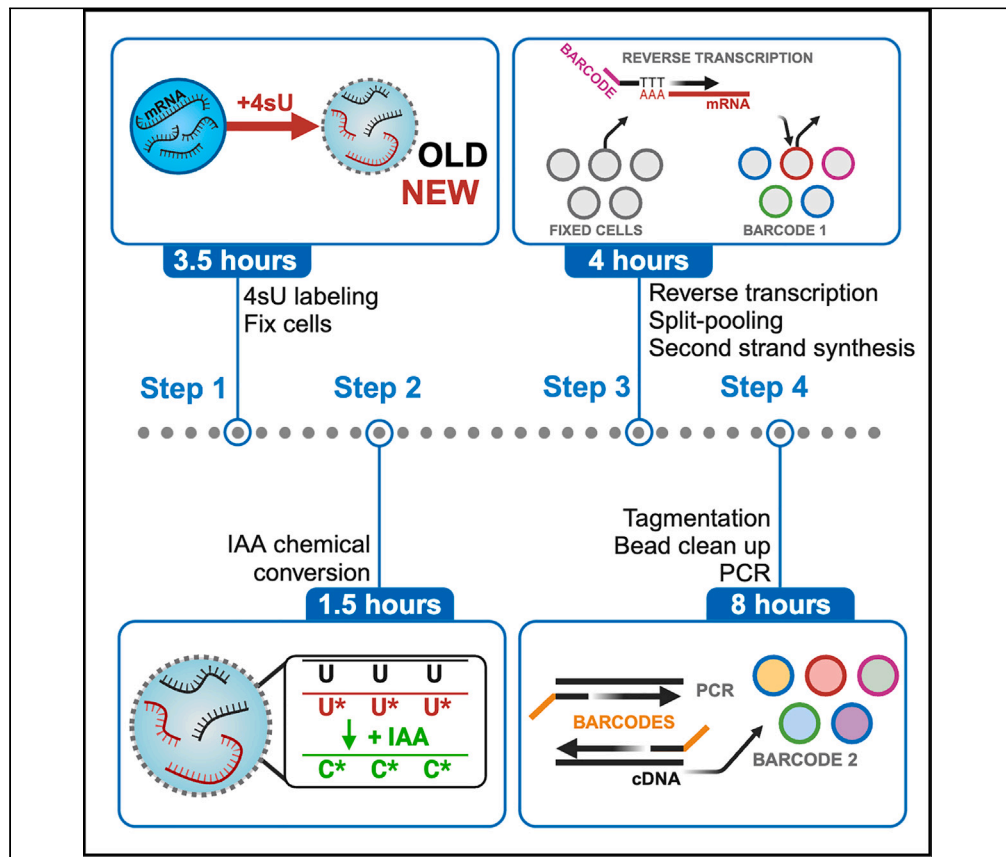 mRNA
+4sU
OLD
NEW
3.5 hours
4sU labeling
Fix cells
REVERSE TRANSCRIPTION
BARCODE
TTT
AAA
mRNA
FIXED CELLS
BARCODE 1
4 hours
Reverse transcription
Split-pooling
Second strand synthesis
Step 1
Step 2
Step 3
Step 4
IAA chemical
conversion
1.5 hours
U U U
U* U* U*
+ IAA
C* C* C*
Tagmentation
Bead clean up
PCR
8 hours
PCR
BARCODES
cDNA
BARCODE 2